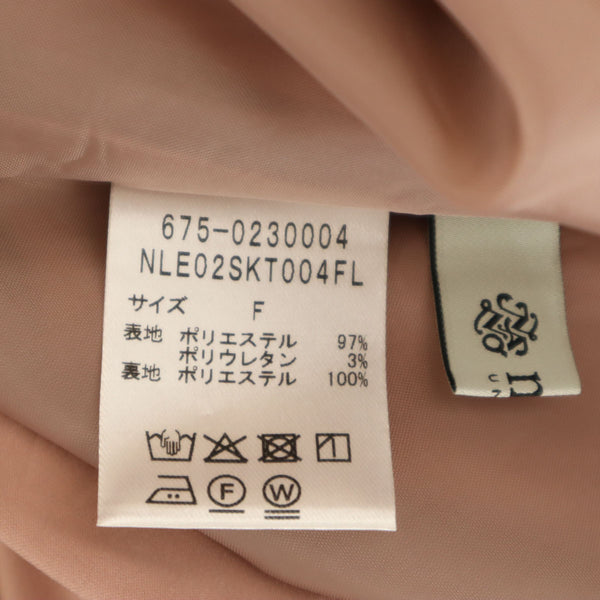 675-0230004
NLE02SKT004FL
サイズ F
表地 ポリエステル 97%
ポリウレタン 3%
裏地 ポリエステル 100%
F W
n